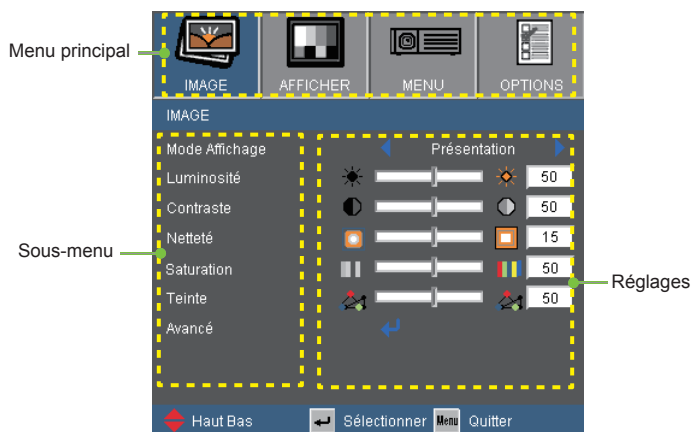 Menu principal
IMAGE AFFICHER MENU OPTIONS
IMAGE
Mode Affichage Présentation
Luminosité 50
Contraste 50
Netteté 15
Sous-menu
Saturation 50
Réglages
Teinte 50
Avancé
Haut Bas Sélectionner Menu Quitter